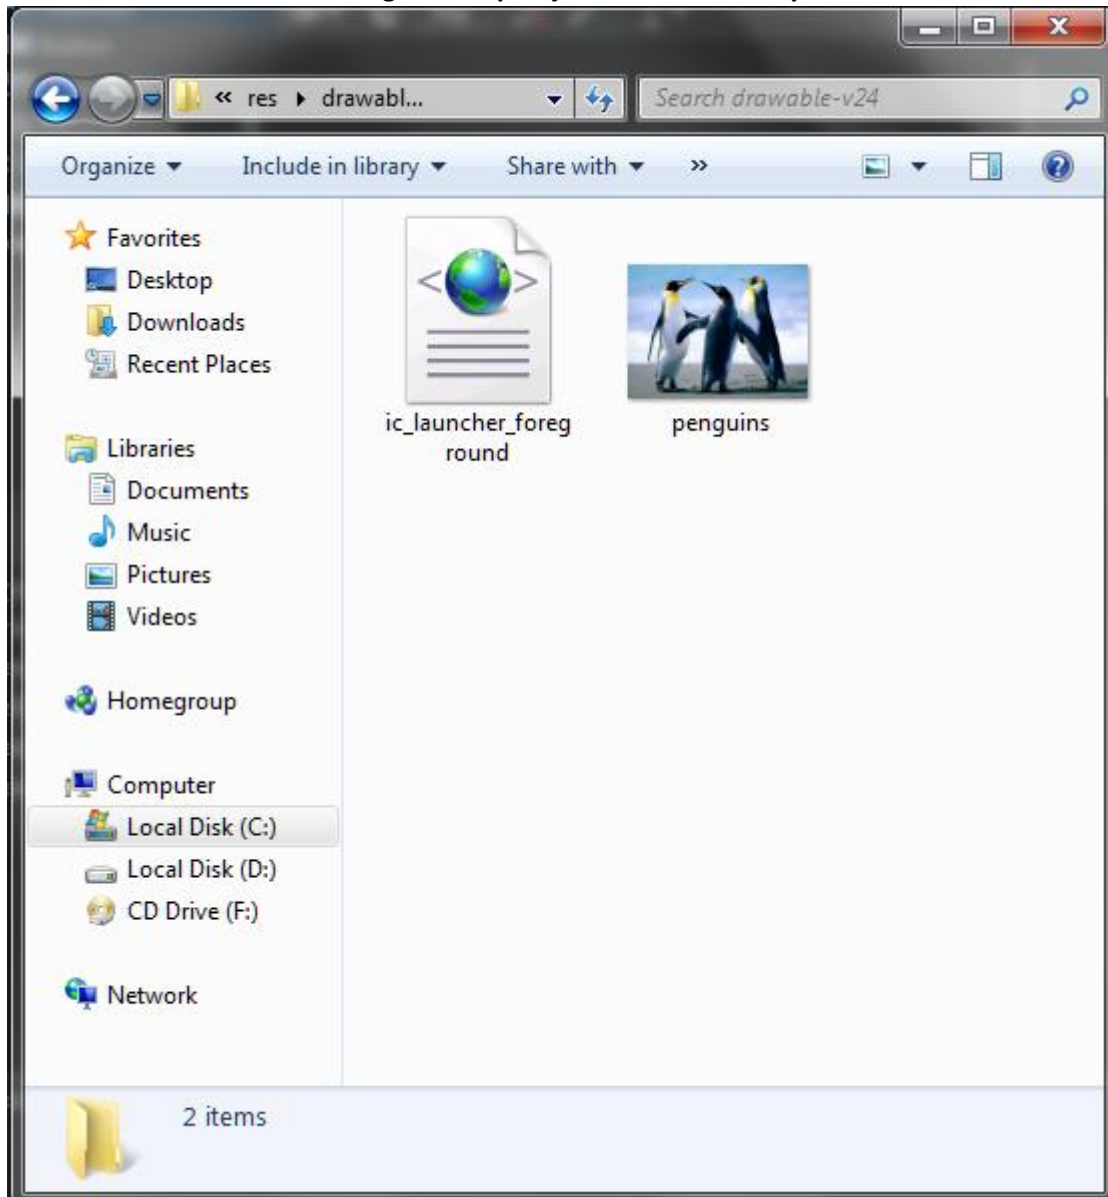 « res ▸ drawabl...
Search drawable-v24
Organize ▾ Include in library ▾ Share with ▾ »
Favorites
Desktop
Downloads
Recent Places
Libraries
Documents
Music
Pictures
Videos
Homegroup
Computer
Local Disk (C:)
Local Disk (D:)
CD Drive (F:)
Network
ic_launcher_foreg
round
penguins
2 items